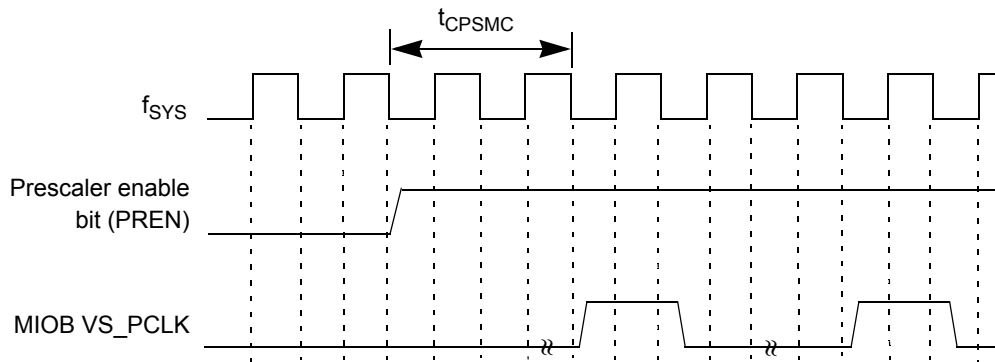 tCPSMC
fSYS
Prescaler enable
bit (PREN)
MIOB VS_PCLK